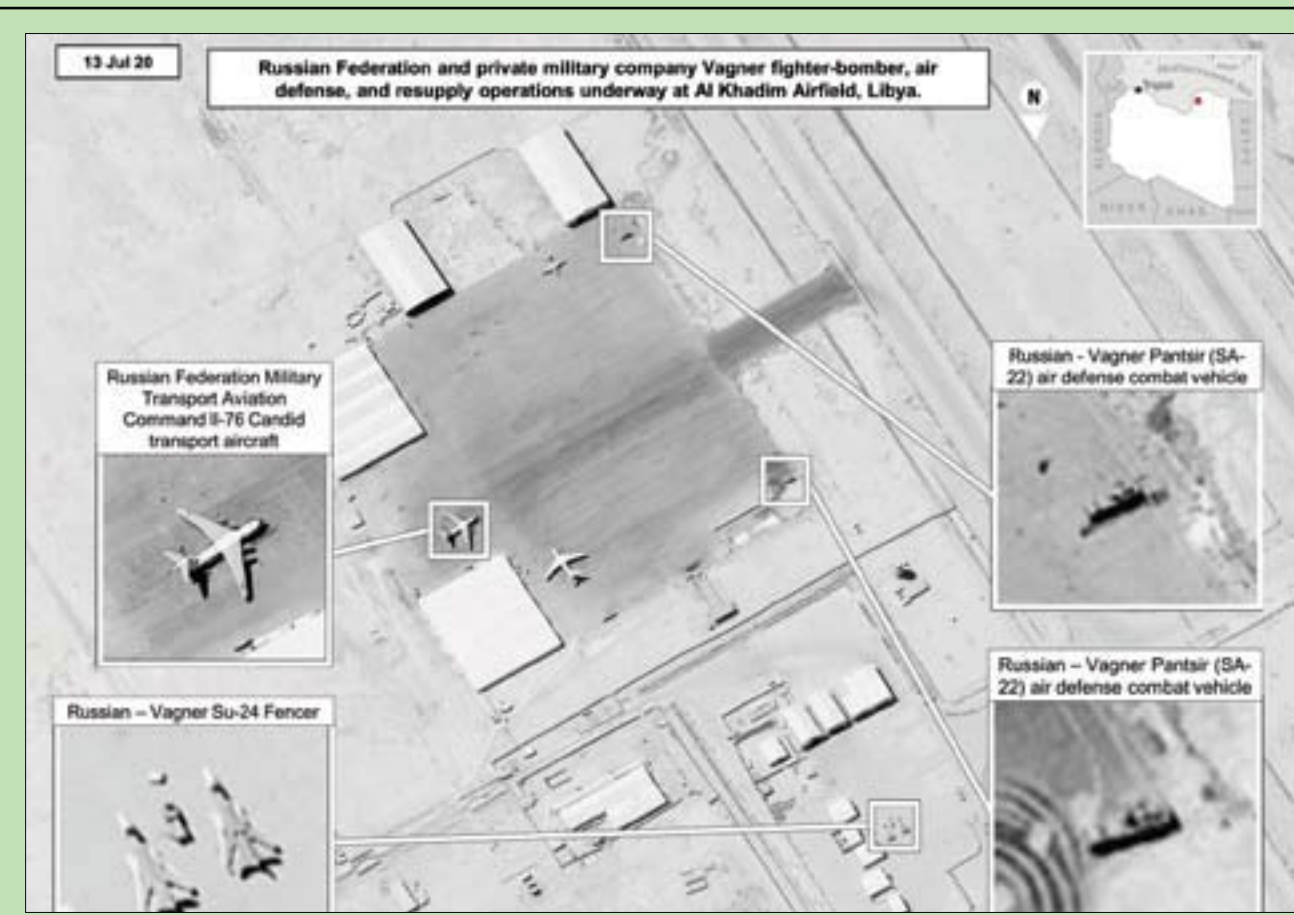 13 Jul 20
Russian Federation and private military company Vagner fighter-bomber, air
defense, and resupply operations underway at Al Khadim Airfield, Libya.
N
Tripoli
ALGERIA
NIGER
CHAD
Russian Federation Military
Transport Aviation
Command Il-76 Candid
transport aircraft
Russian - Vagner Pantsir (SA-
22) air defense combat vehicle
Russian – Vagner Pantsir (SA-
22) air defense combat vehicle
Russian – Vagner Su-24 Fencer